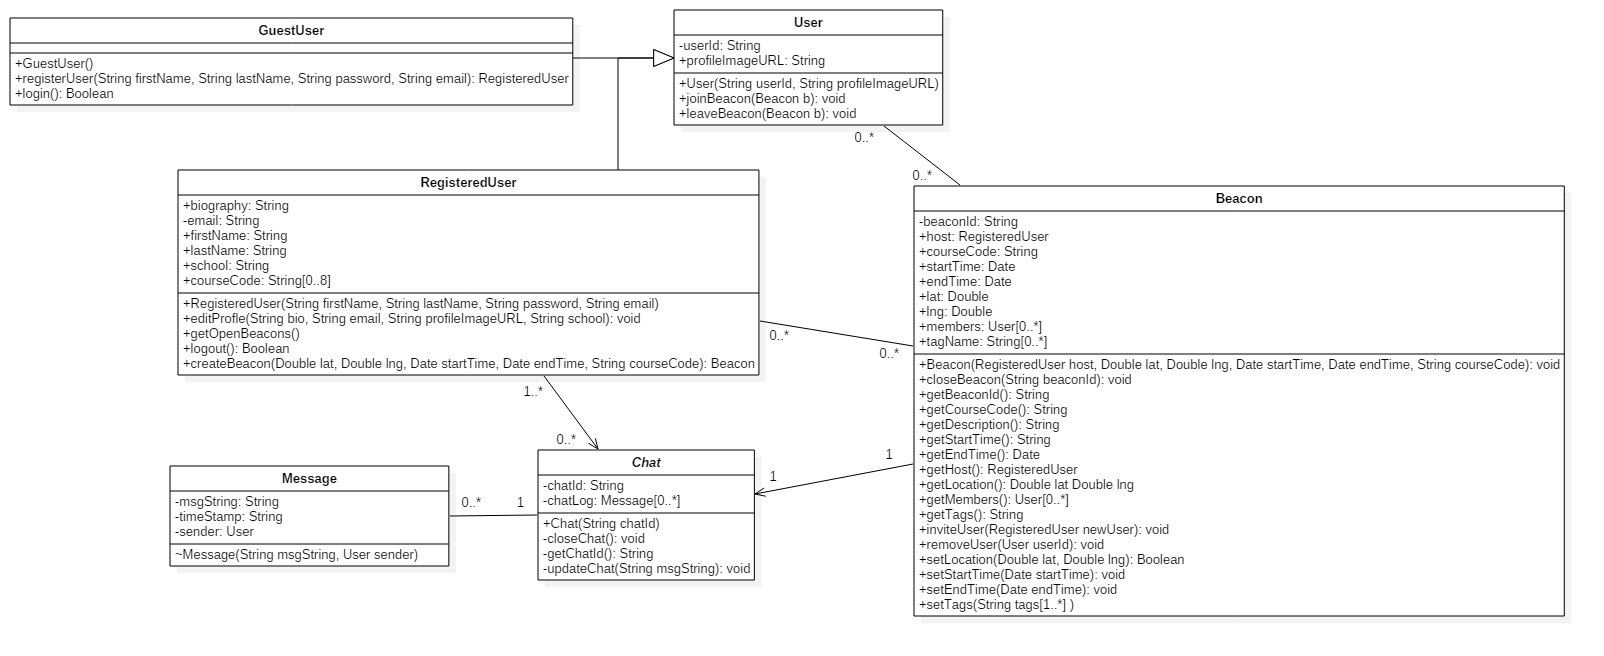 GuestUser
+GuestUser()
+registerUser(String firstName, String lastName, String password, String email): RegisteredUser
+login(): Boolean
User
-userId: String
+profileImageURL: String
+User(String userId, String profileImageURL)
+joinBeacon(Beacon b): void
+leaveBeacon(Beacon b): void
0..*
0..*
RegisteredUser
+biography: String
-email: String
+firstName: String
+lastName: String
+school: String
+courseCode: String[0..8]
+RegisteredUser(String firstName, String lastName, String password, String email)
+editProfle(String bio, String email, String profileImageURL, String school): void
+getOpenBeacons()
+logout(): Boolean
+createBeacon(Double lat, Double lng, Date startTime, Date endTime, String courseCode): Beacon
0..*
0..*
Beacon
-beaconId: String
+host: RegisteredUser
+courseCode: String
+startTime: Date
+endTime: Date
+lat: Double
+lng: Double
+members: User[0..*]
+tagName: String[0..*]
+Beacon(RegisteredUser host, Double lat, Double lng, Date startTime, Date endTime, String courseCode): void
+closeBeacon(String beaconId): void
+getBeaconId(): String
+getCourseCode(): String
+getDescription(): String
+getStartTime(): String
+getEndTime(): Date
+getHost(): RegisteredUser
+getLocation(): Double lat Double lng
+getMembers(): User[0..*]
+getTags(): String
+inviteUser(RegisteredUser newUser): void
+removeUser(User userId): void
+setLocation(Double lat, Double lng): Boolean
+setStartTime(Date startTime): void
+setEndTime(Date endTime): void
+setTags(String tags[1..*] )
1..*
0..*
1
1
Message
-msgString: String
-timeStamp: String
-sender: User
~Message(String msgString, User sender)
0..*
1
Chat
-chatId: String
-chatLog: Message[0..*]
+Chat(String chatId)
-closeChat(): void
-getChatId(): String
-updateChat(String msgString): void